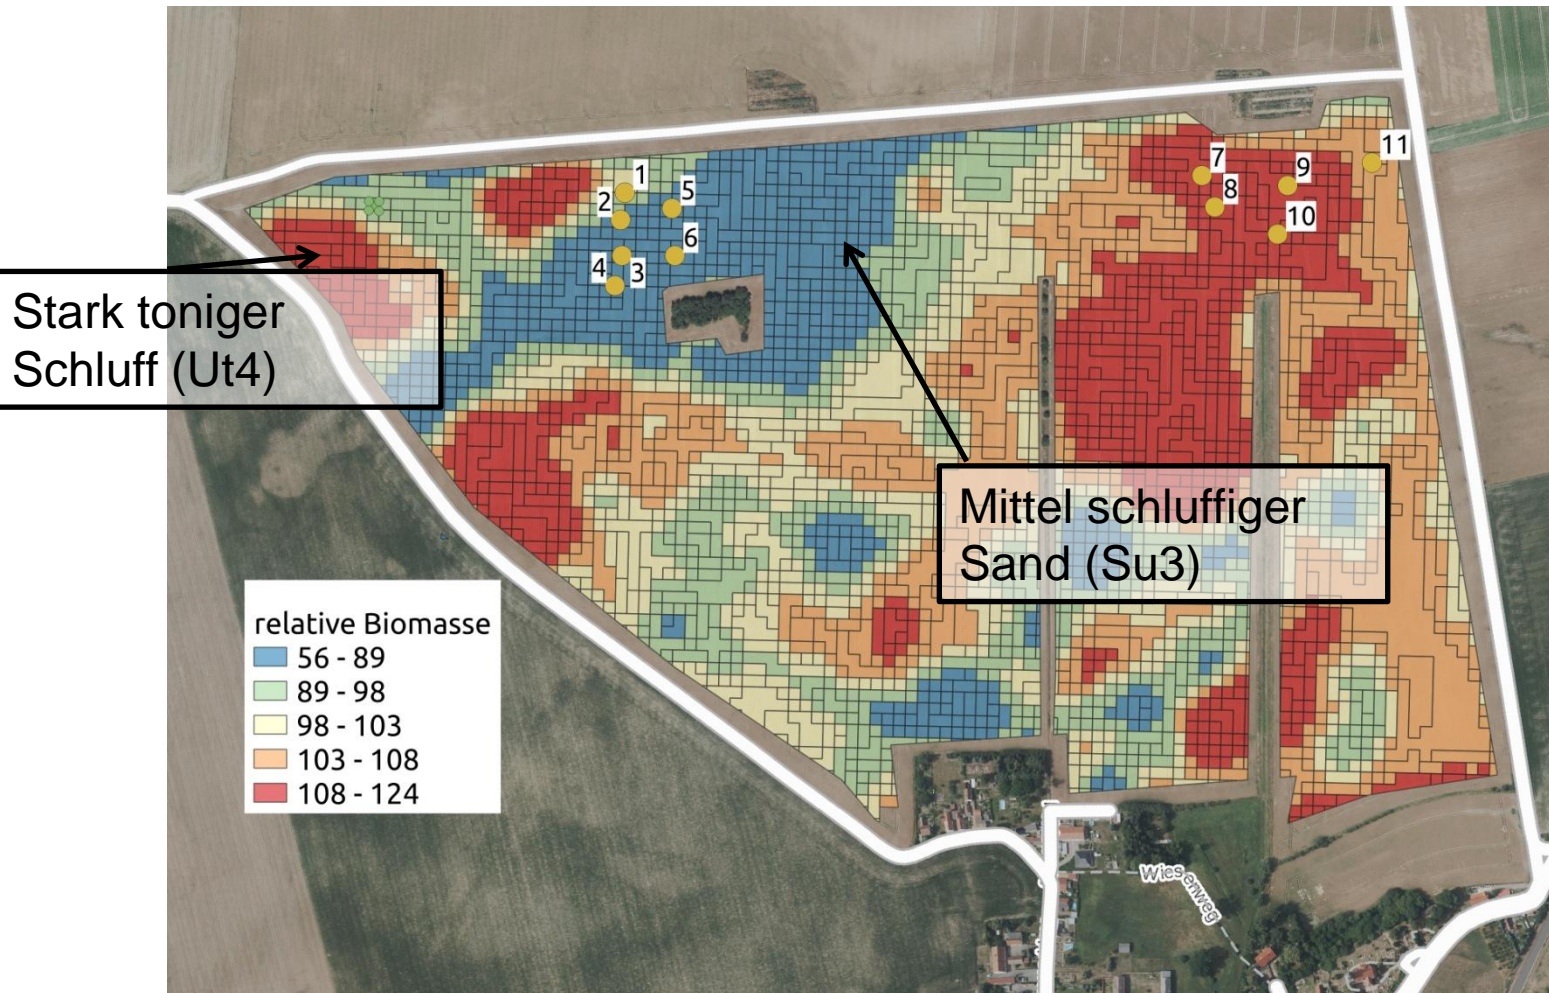 1
2
5
6
4
3
7
8
9
10
11
Stark toniger
Schluff (Ut4)
Mittel schluffiger
Sand (Su3)
relative Biomasse
56 - 89
89 - 98
98 - 103
103 - 108
108 - 124
Wiesenweg